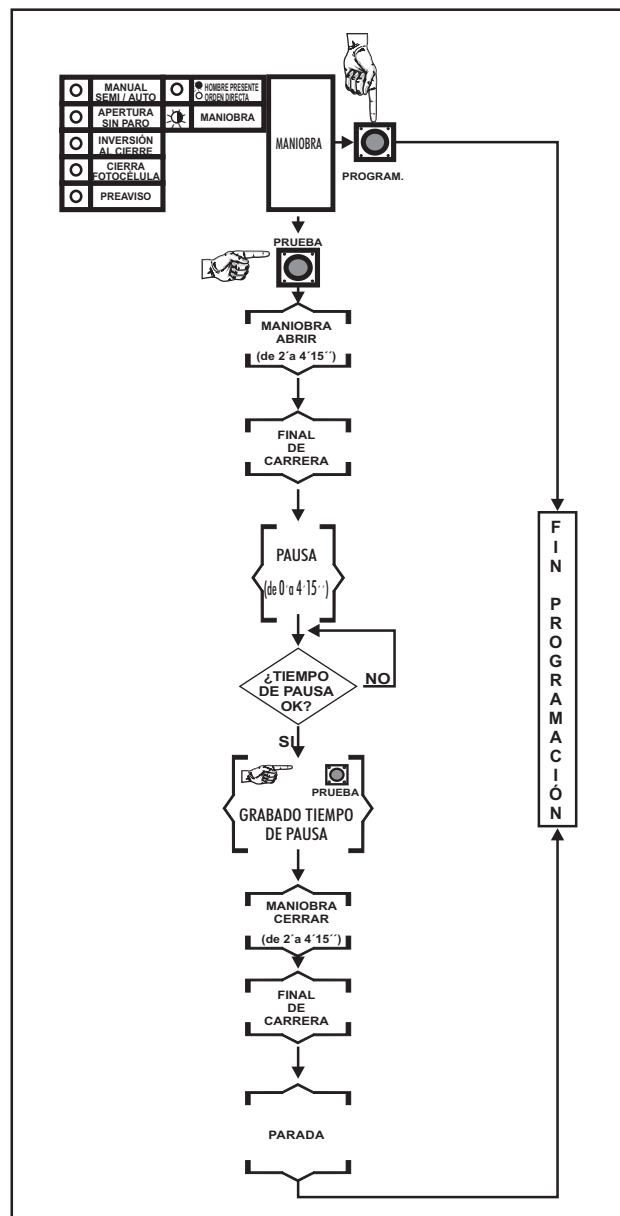 MANUAL
SEMI / AUTO
HOMBRE PRESENTE
ORDEN DIRECTA
APERTURA
SIN PARO
MANIOBRA
INVERSIÓN
AL CIERRE
CIERRA
FOTOCÉLULA
PREAVISO
MANIOBRA
PROGRAM.
PRUEBA
MANIOBRA
ABRIR
(de 2´a 4´15´´)
FINAL
DE
CARRERA
PAUSA
(de 0´a 4´15´´)
¿TIEMPO
DE PAUSA
OK?
NO
SI
PRUEBA
GRABADO TIEMPO
DE PAUSA
MANIOBRA
CERRAR
(de 2´a 4´15´´)
FINAL
DE
CARRERA
PARADA
FIN PROGRAMACIÓN